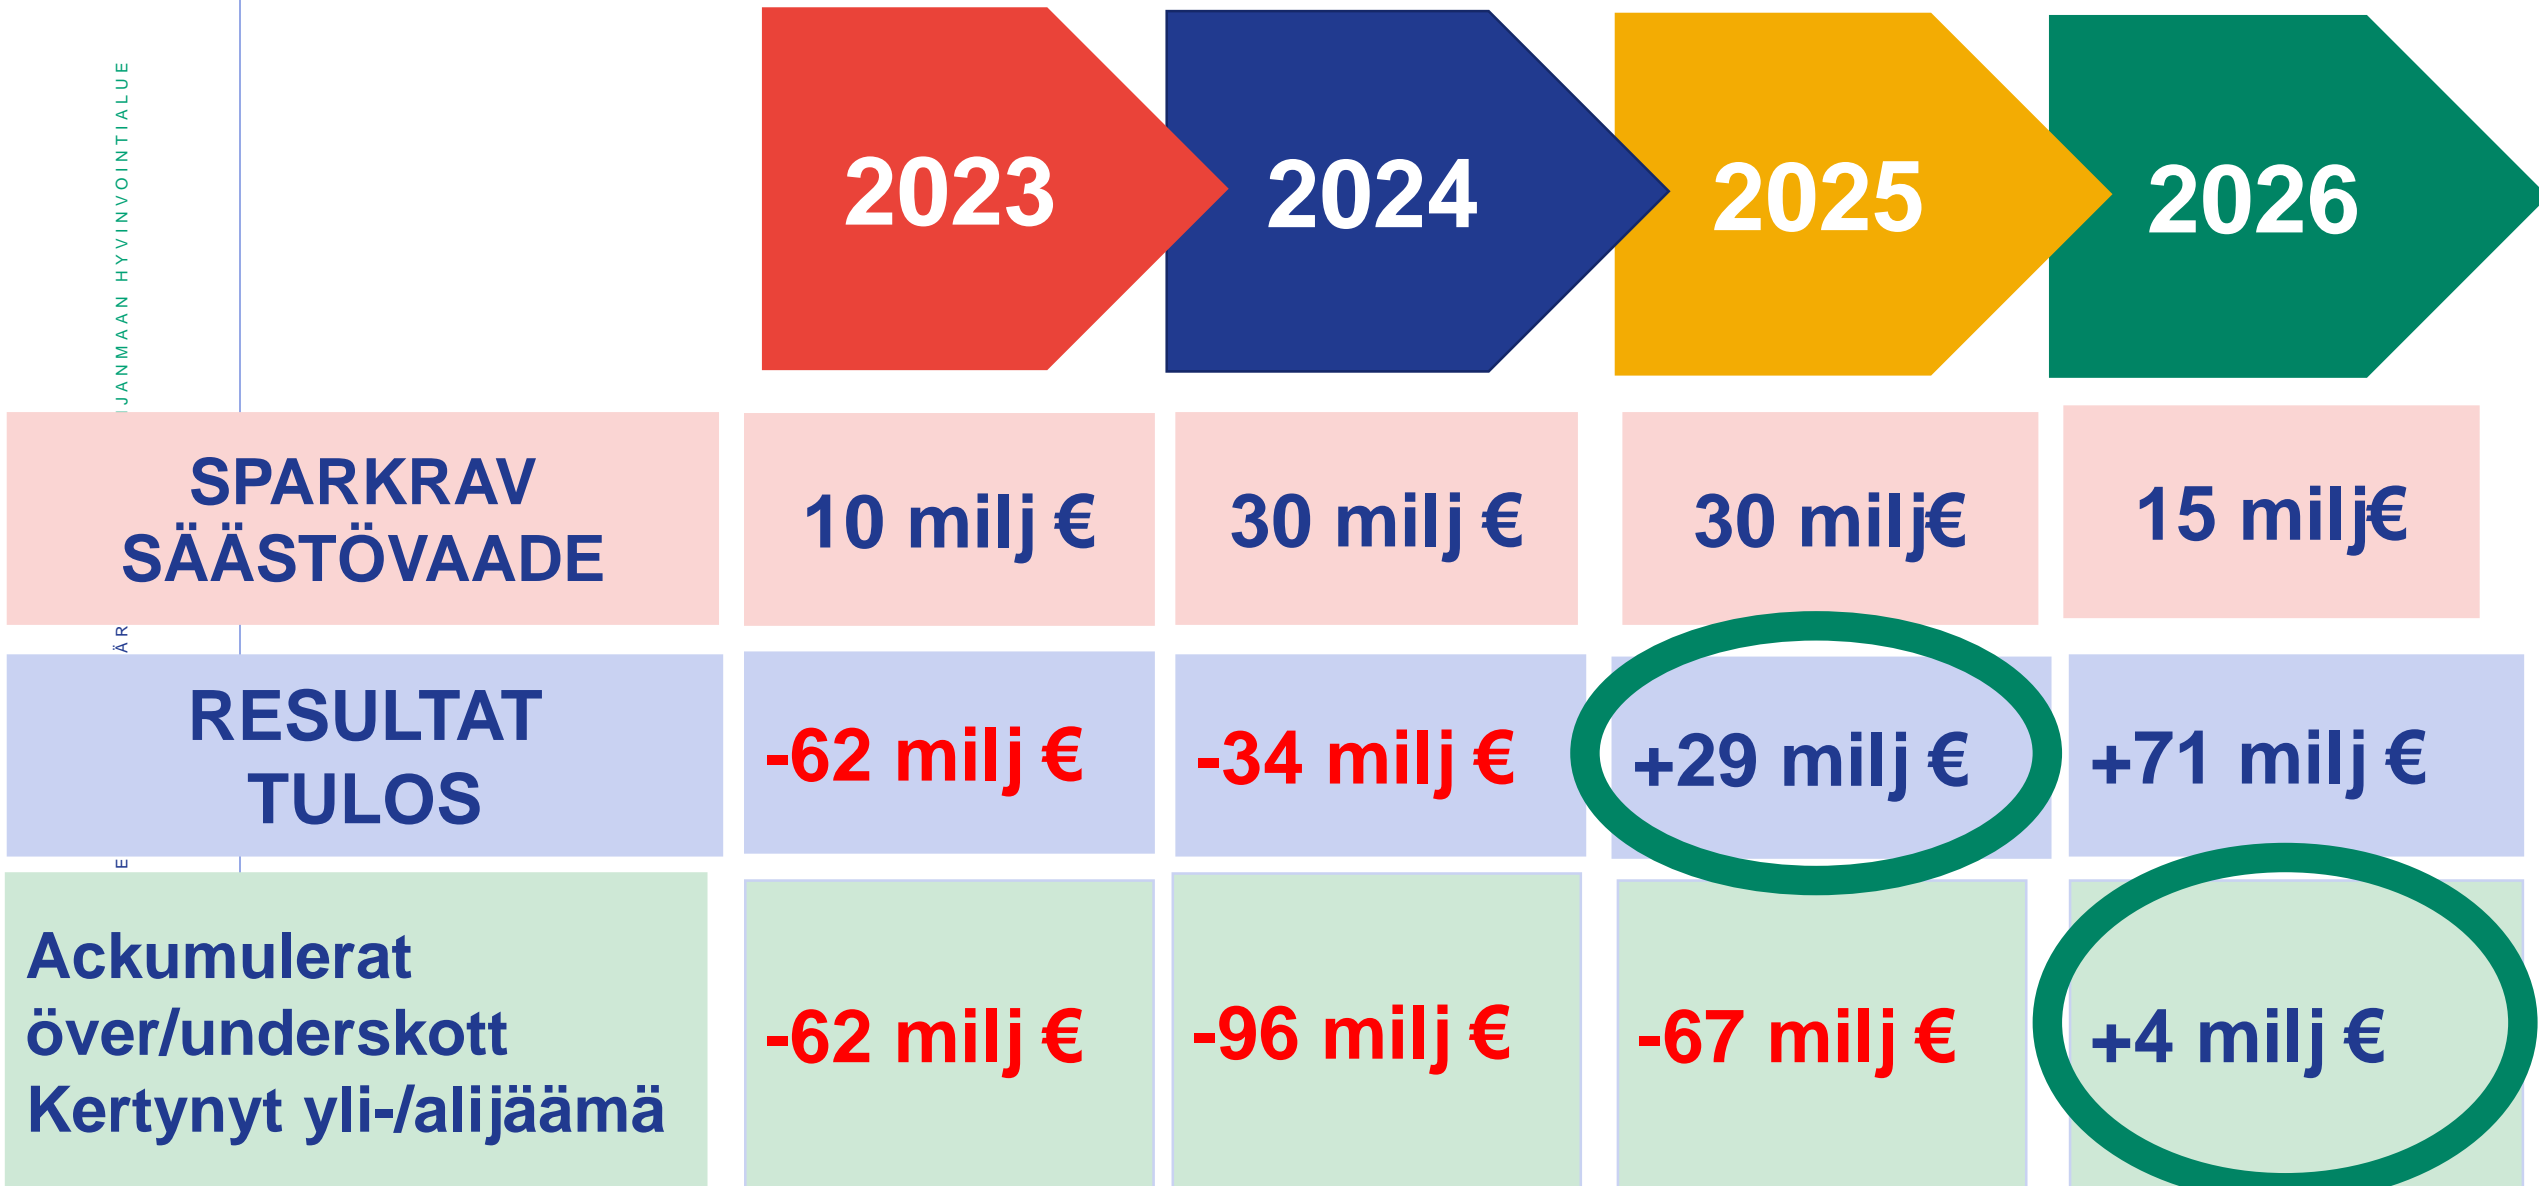 JANMAAN HYVINVOINTIALUE
2023
2024
2025
2026
SPARKRAV
SÄÄSTÖVAADE
10 milj €
30 milj €
30 milj€
15 milj€
RESULTAT
TULOS
-62 milj €
-34 milj €
+29 milj €
+71 milj €
Ackumulerat
över/underskott
Kertynyt yli-/alijäämä
-62 milj €
-96 milj €
-67 milj €
+4 milj €